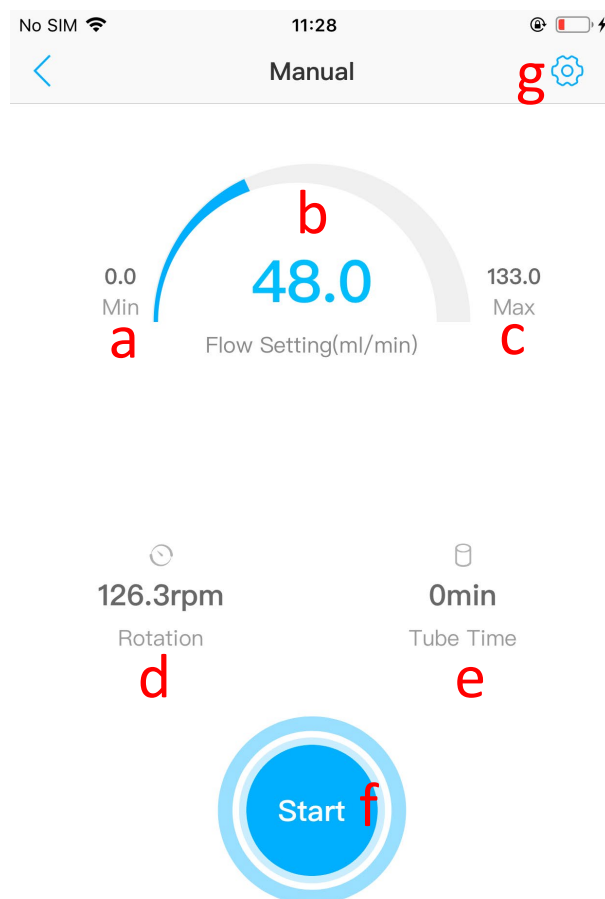 No SIM 11:28
Manual g
b
0.0 48.0 133.0
Min Max
a Flow Setting(ml/min) c
126.3rpm 0min
Rotation Tube Time
d e
Start f